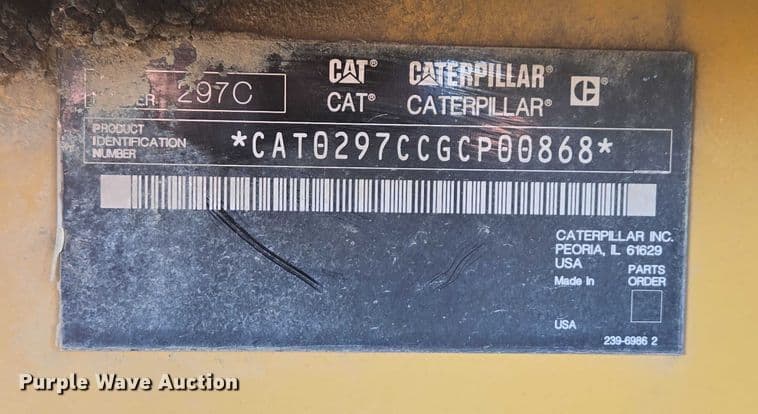 CAT® CATERPILLAR®
297C
CAT® CATERPILLAR®
PRODUCT
IDENTIFICATION
NUMBER
*CAT0297CCGCP00868*
CATERPILLAR INC.
PEORIA, IL 61629
USA
PARTS
Made in ORDER
USA
239-6986 2
Purple Wave Auction